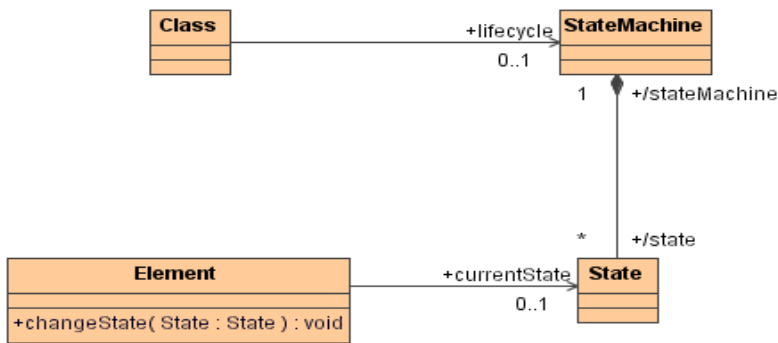 Class
+lifecycle
StateMachine
0..1
1
+/stateMachine
*
+/state
Element
+currentState
State
0..1
+changeState( State : State ) : void